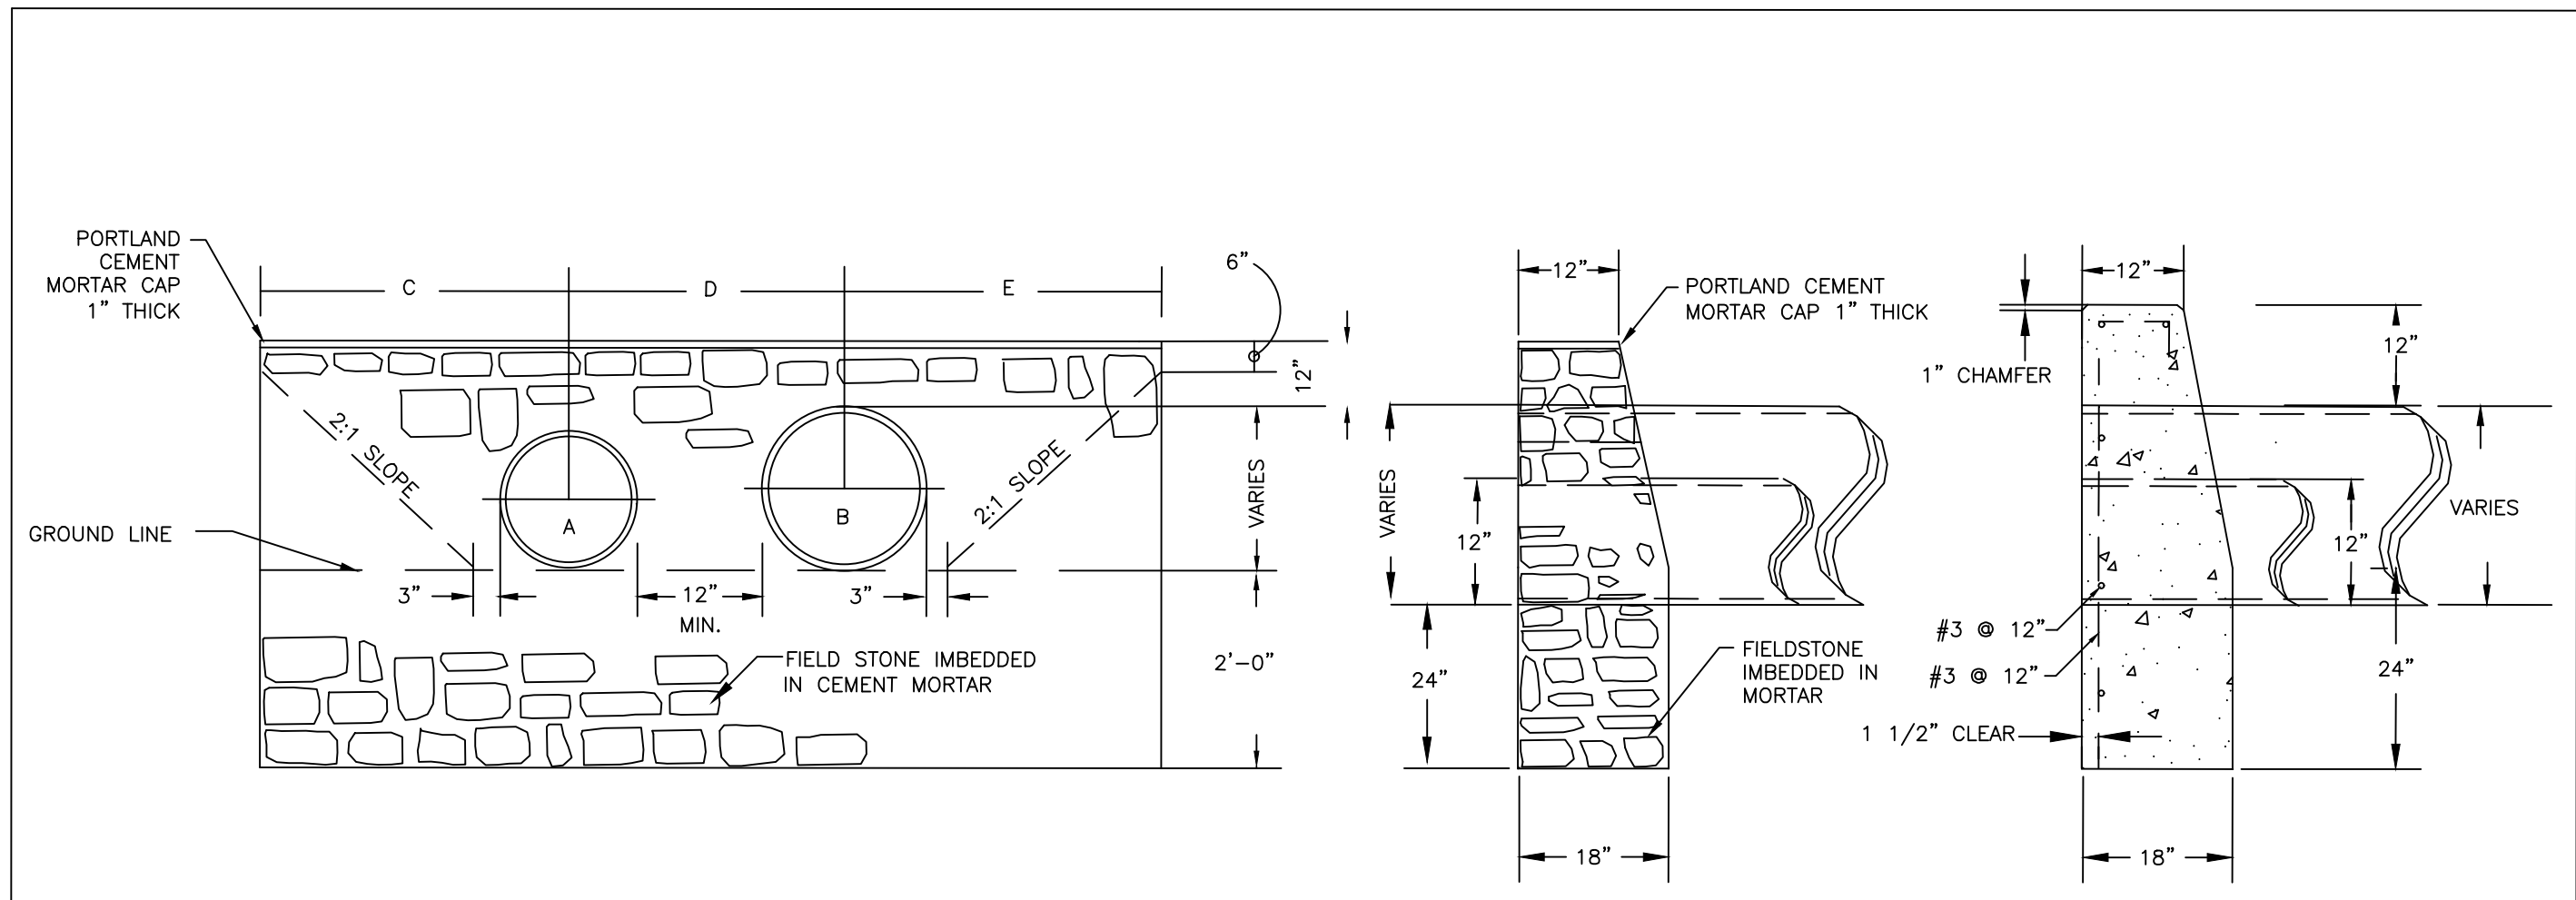 PORTLAND
CEMENT
MORTAR CAP
1" THICK
C
D
E
6"
12"
2:1 SLOPE
2:1 SLOPE
A
B
VARIES
GROUND LINE
3"
12"
MIN.
3"
2'-0"
FIELD STONE IMBEDDED
IN CEMENT MORTAR
12"
PORTLAND CEMENT
MORTAR CAP 1" THICK
VARIES
12"
24"
FIELDSTONE
IMBEDDED IN
MORTAR
18"
12"
1" CHAMFER
12"
VARIES
12"
#3 @ 12"
#3 @ 12"
24"
1 1/2" CLEAR
18"